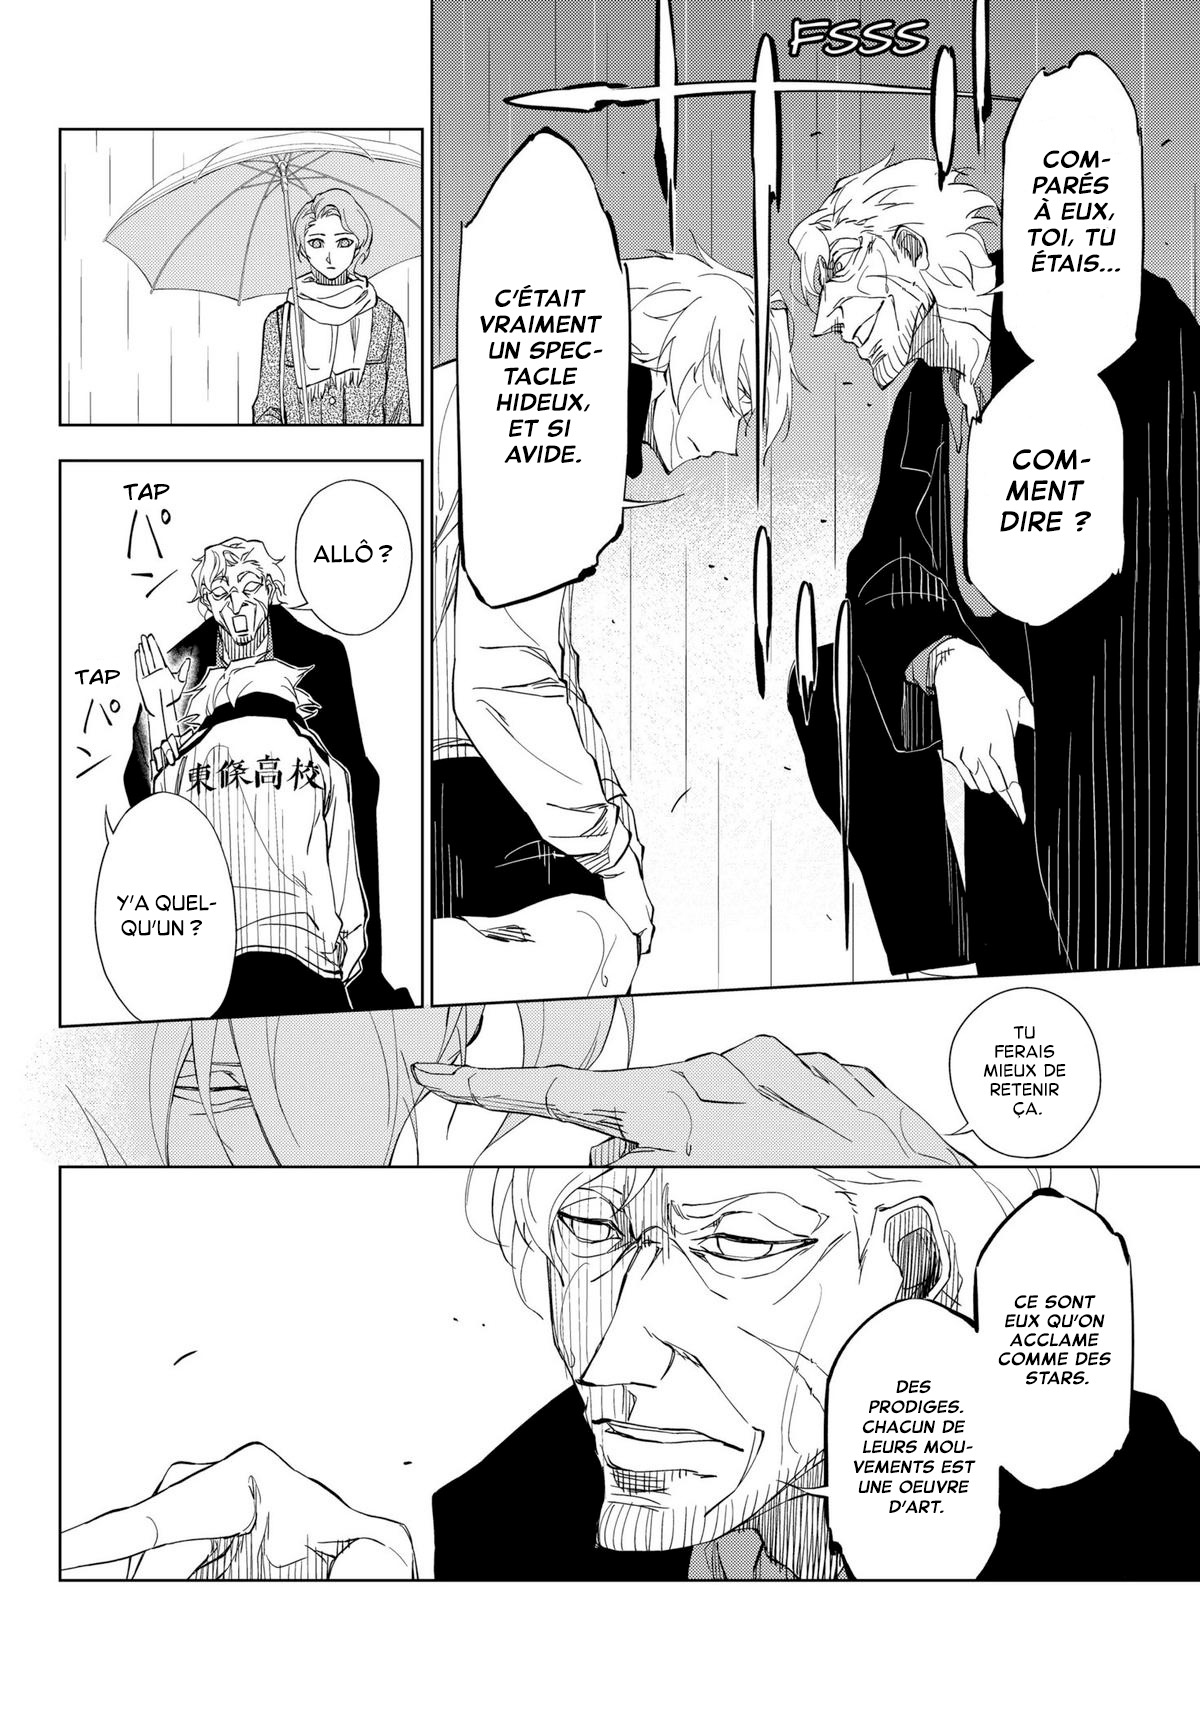 FSSS
COM-
PARÉS
À EUX,
TOI, TU
ÉTAIS...
COM-
MENT
DIRE ?
C'ÉTAIT
VRAIMENT
UN SPEC-
TACLE
HIDEUX,
ET SI
AVIDE.
TAP
パン
ALLÔ ?
TAP
パン
東條高校
Y'A QUEL-
QU'UN ?
TU
FERAIS
MIEUX DE
RETENIR
ÇA.
CE SONT
EUX QU'ON
ACCLAME
COMME DES
STARS.
DES
PRODIGES.
CHACUN DE
LEURS MOU-
VEMENTS EST
UNE OEUVRE
D'ART.